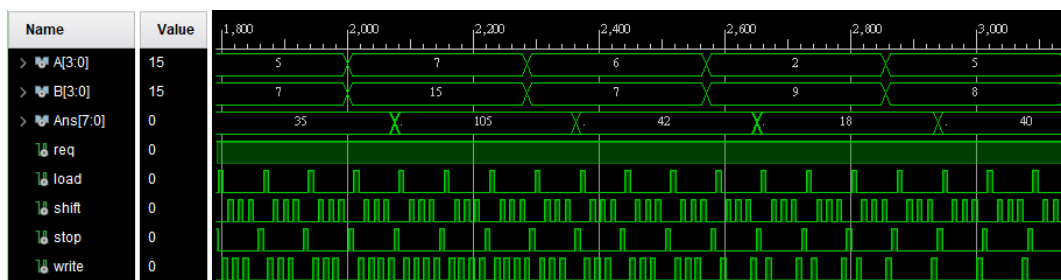 Name Value 1,800 2,000 2,200 2,400 2,600 2,800 3,000
A[3:0] 15 5 7 6 2 5
B[3:0] 15 7 15 7 9 8
Ans[7:0] 0 35 105 42 18 40
req 0
load 0
shift 0
stop 0
write 0